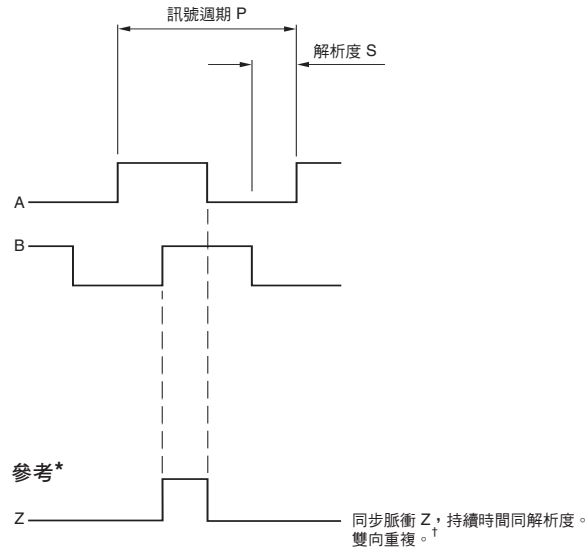 訊號週期 P
解析度 S
A
B
參考*
Z
同步脈衝 Z，持續時間同解析度。
雙向重複。†